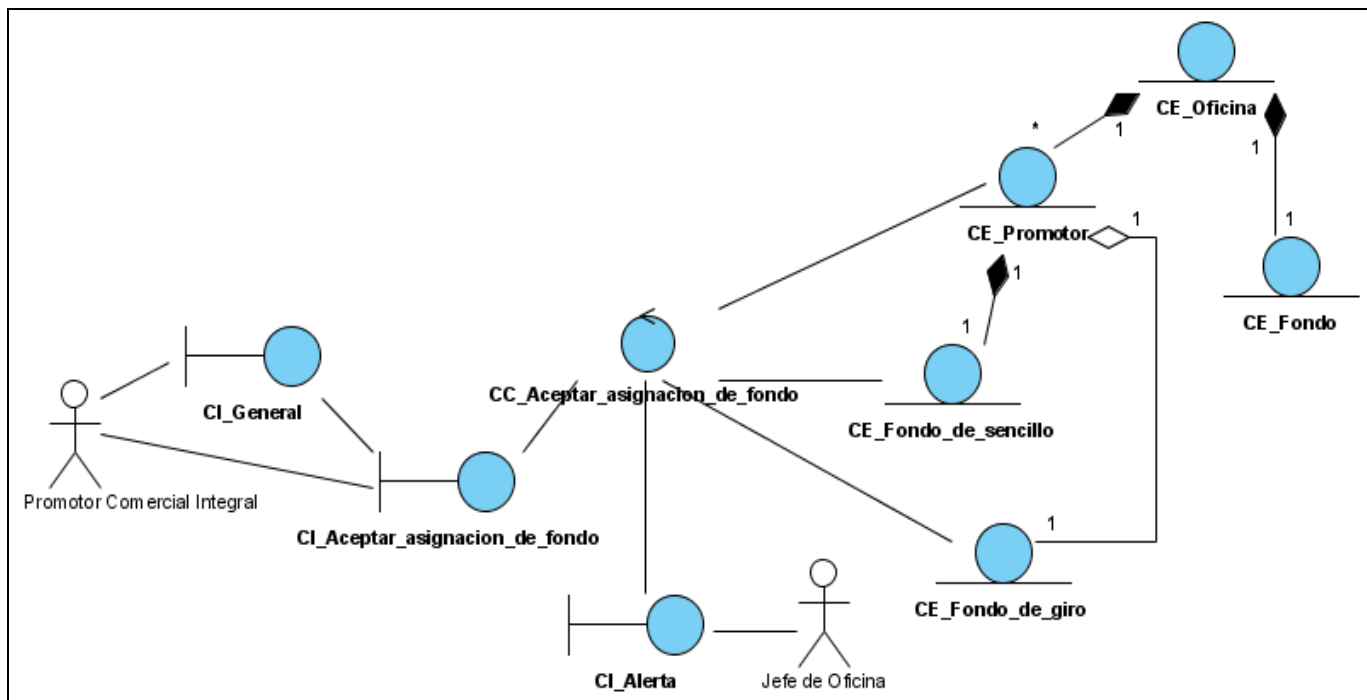 CE_Oficina
1
*
1
CE_Promotor
1
1
1
CE_Fondo
1
1
CE_Fondo_de_sencillo
CC_Aceptar_asignacion_de_fondo
CI_General
Promotor Comercial Integral
CI_Aceptar_asignacion_de_fondo
1
CE_Fondo_de_giro
CI_Alerta
Jefe de Oficina